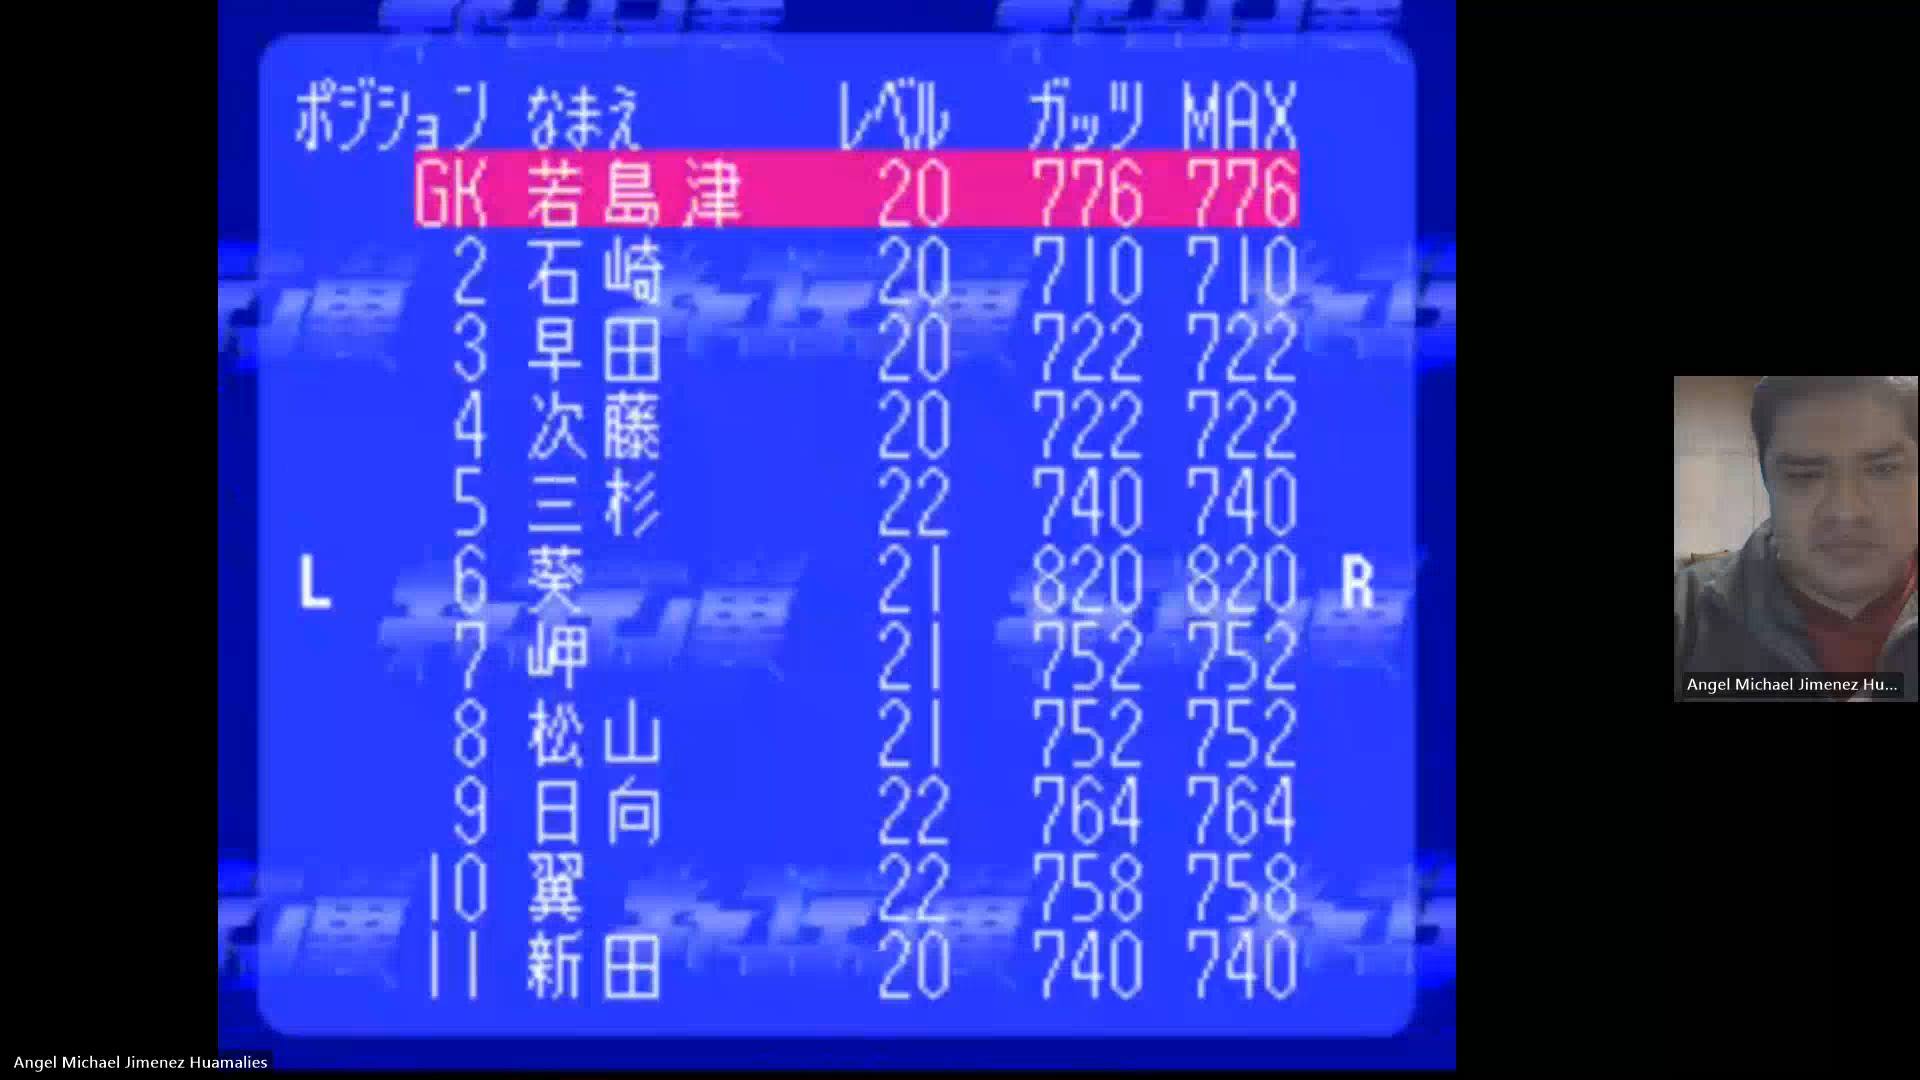 ポジション なまえ レベル ガッツ MAX
GK 若島津 20 776 776
2 石崎 20 710 710
3 早田 20 722 722
4 次藤 20 722 722
5 三杉 22 740 740
L 6 葵 21 820 820 R
7 岬 21 752 752
8 松山 21 752 752
9 日向 22 764 764
10 翼 22 758 758
11 新田 20 740 740
Angel Michael Jimenez Hu...
Angel Michael Jimenez Huamalies